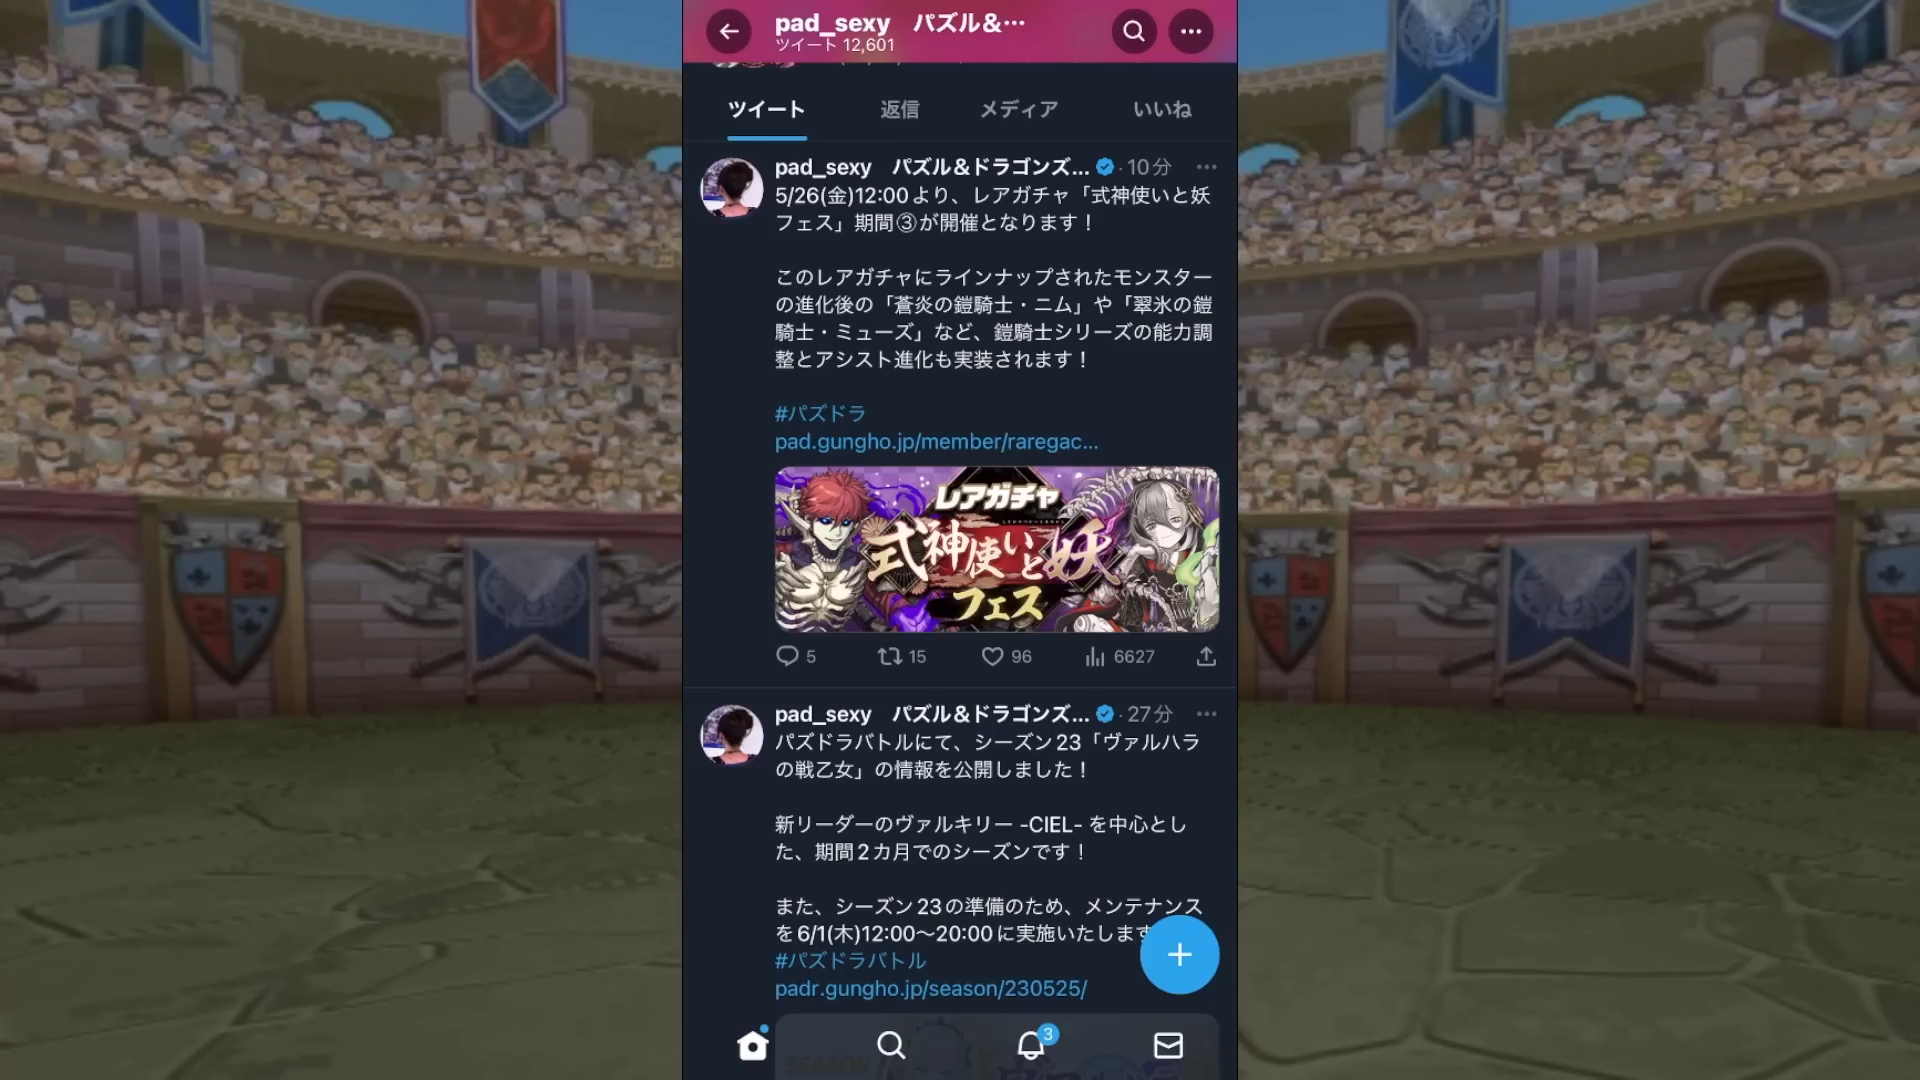 pad_sexy パズル＆…
ツイート 12,601
ツイート 返信 メディア いいね
pad_sexy パズル＆ドラゴンズ... · 10分
5/26(金)12:00より、レアガチャ「式神使いと妖
フェス」期間③が開催となります！
このレアガチャにラインナップされたモンスター
の進化後の「蒼炎の鎧騎士・ニム」や「翠氷の鎧
騎士・ミューズ」など、鎧騎士シリーズの能力調
整とアシスト進化も実装されます！
#パズドラ
pad.gungho.jp/member/raregac...
レアガチャ
式神使いと妖
フェス
5 15 96 6627
pad_sexy パズル＆ドラゴンズ... · 27分
パズドラバトルにて、シーズン23「ヴァルハラ
の戦乙女」の情報を公開しました！
新リーダーのヴァルキリー -CIEL- を中心とし
た、期間2カ月でのシーズンです！
また、シーズン23の準備のため、メンテナンス
を6/1(木)12:00〜20:00に実施いたします
#パズドラバトル
padr.gungho.jp/season/230525/
SEASON
3